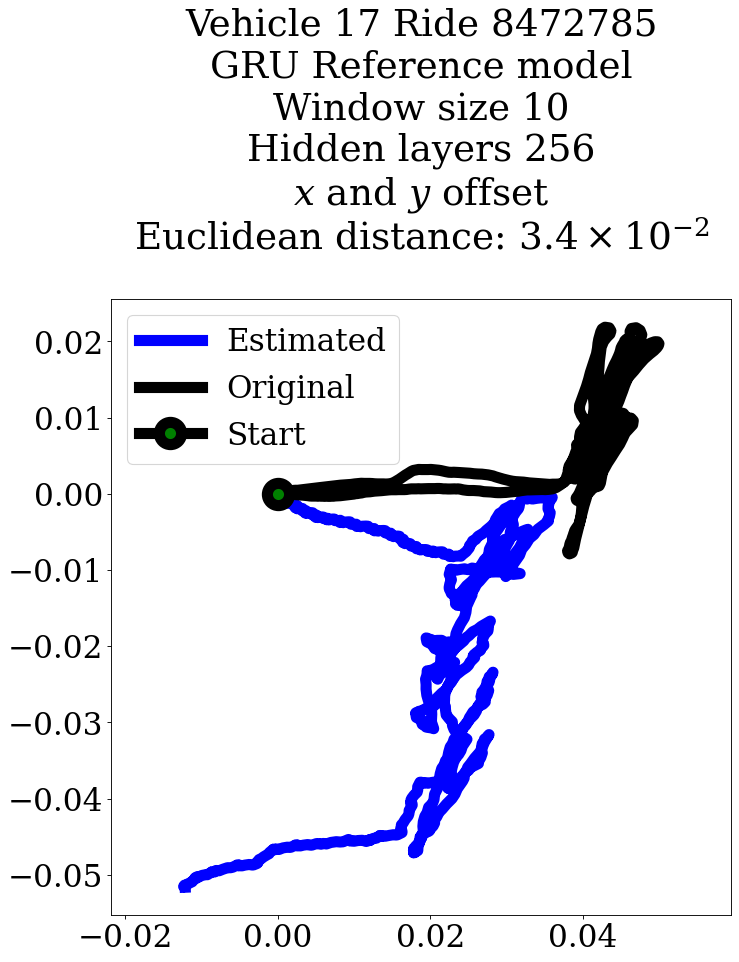 Vehicle 17 Ride 8472785
GRU Reference model
Window size 10
Hidden layers 256
x and y offset
Euclidean distance: 3.4 × 10⁻²
Estimated
Original
Start
0.02
0.01
0.00
−0.01
−0.02
−0.03
−0.04
−0.05
−0.02 0.00 0.02 0.04